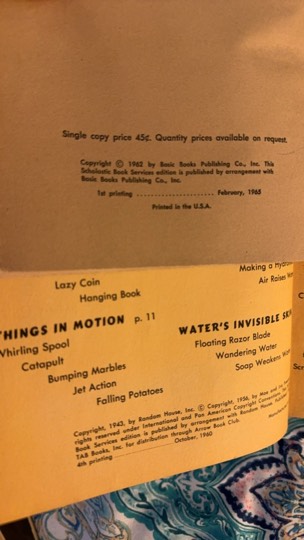 Single copy price 45¢. Quantity prices available on request.
Copyright © 1962 by Basic Books Publishing Co., Inc. This
Scholastic Book Services edition is published by arrangement with
Basic Books Publishing Co., Inc.
1st printing ........................ February, 1965
Printed in the U.S.A.
Lazy Coin
Hanging Book
THINGS IN MOTION p. 11
Whirling Spool
Catapult
Bumping Marbles
Jet Action
Falling Potatoes
Making a
Air Raises
WATER'S INVISIBLE
Floating Razor Blade
Wandering Water
Soap Weakens
Copyright, 1943, by Random House, Inc. © Copyright, 1956, by Mae and
rights reserved under International and Pan American Copyright
Book Services edition is published by arrangement with Random House
TAB Books, Inc. for distribution through Arrow Book Club.
4th printing ........................ October, 1960